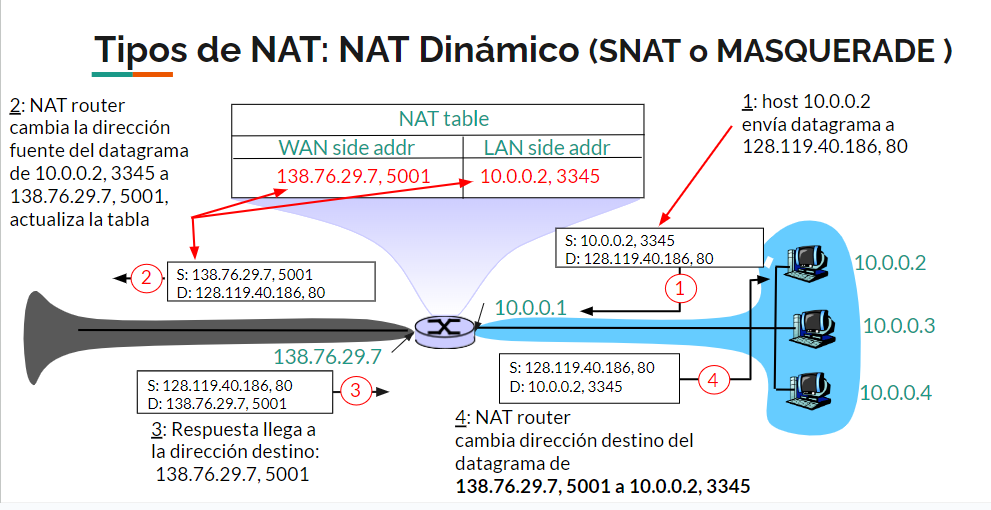 Tipos de NAT: NAT Dinámico (SNAT o MASQUERADE )
2: NAT router
cambia la dirección
fuente del datagrama
de 10.0.0.2, 3345 a
138.76.29.7, 5001,
actualiza la tabla
NAT table
WAN side addr
LAN side addr
138.76.29.7, 5001
10.0.0.2, 3345
1: host 10.0.0.2
envía datagrama a
128.119.40.186, 80
S: 10.0.0.2, 3345
D: 128.119.40.186, 80
1
S: 138.76.29.7, 5001
D: 128.119.40.186, 80
2
10.0.0.1
138.76.29.7
10.0.0.2
10.0.0.3
10.0.0.4
S: 128.119.40.186, 80
D: 138.76.29.7, 5001
3
3: Respuesta llega a
la dirección destino:
138.76.29.7, 5001
S: 128.119.40.186, 80
D: 10.0.0.2, 3345
4
4: NAT router
cambia dirección destino del
datagrama de
138.76.29.7, 5001 a 10.0.0.2, 3345